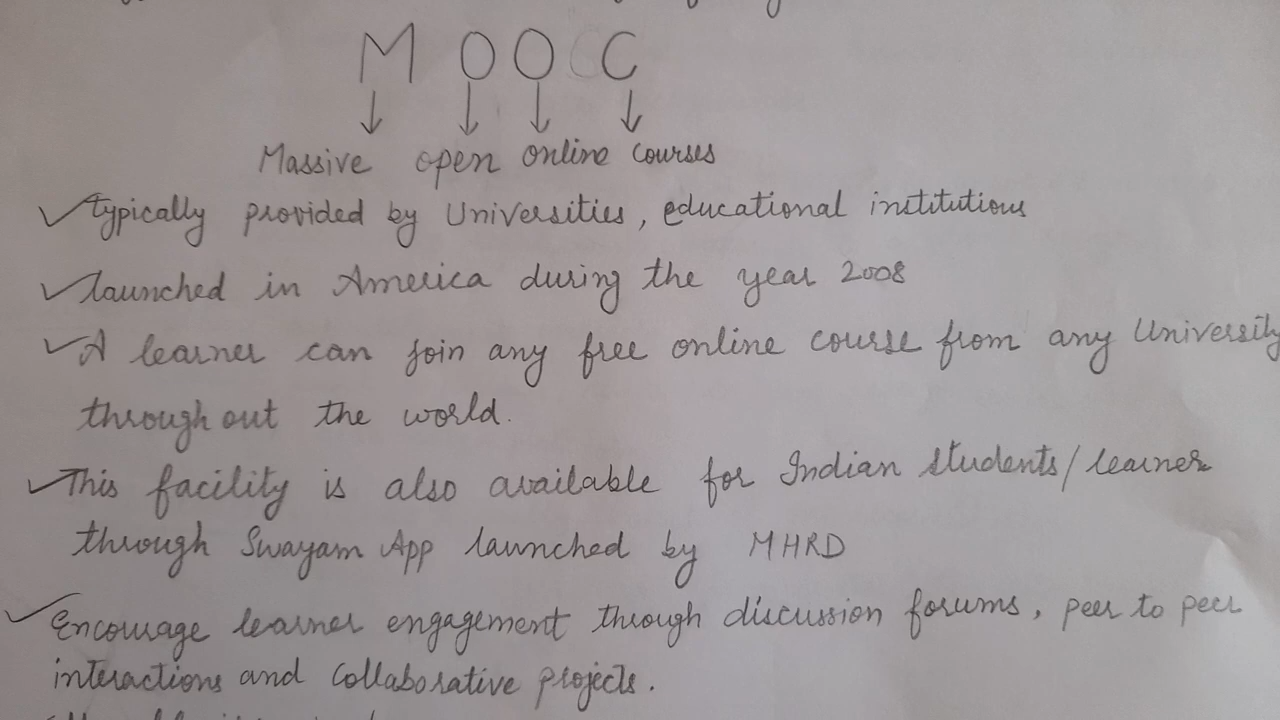 M O O C
Massive open online courses
typically provided by Universities, educational institutions
launched in America during the year 2008
A learner can join any free online course from any University
through out the world.
This facility is also available for Indian students/learner
through Swayam App launched by MHRD
Encourage learner engagement through discussion forums, peer to peer
interactions and collaborative projects.